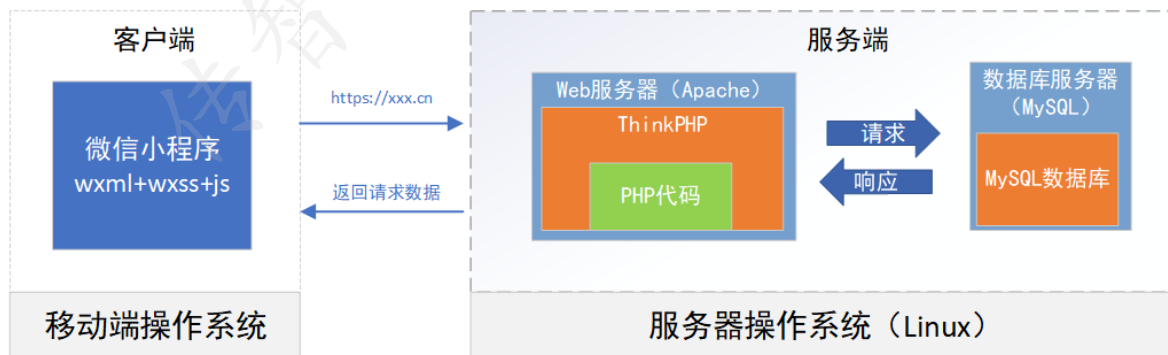 客户端
微信小程序
wxml+wxss+js
移动端操作系统
https://xxx.cn
返回请求数据
服务端
Web服务器（Apache）
ThinkPHP
PHP代码
请求
响应
数据库服务器
（MySQL）
MySQL数据库
服务器操作系统（Linux）
传智